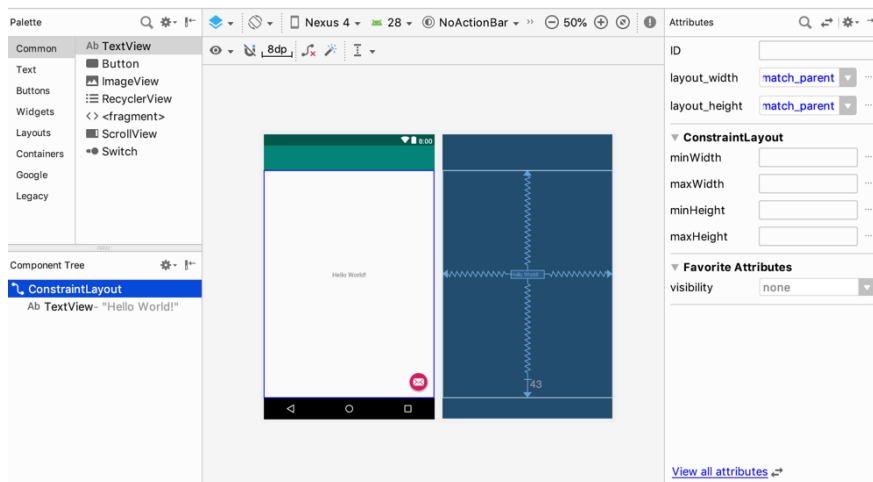 Palette
Common
Text
Buttons
Widgets
Layouts
Containers
Google
Legacy
Ab TextView
Button
ImageView
RecyclerView
<> <fragment>
ScrollView
Switch
Component Tree
ConstraintLayout
Ab TextView- "Hello World!"
Nexus 4 28 NoActionBar » 50%
8dp
8:00
Hello World!
Hello World!
43
Attributes
ID
layout_width match_parent ...
layout_height match_parent ...
ConstraintLayout
minWidth ...
maxWidth ...
minHeight ...
maxHeight ...
Favorite Attributes
visibility none
View all attributes